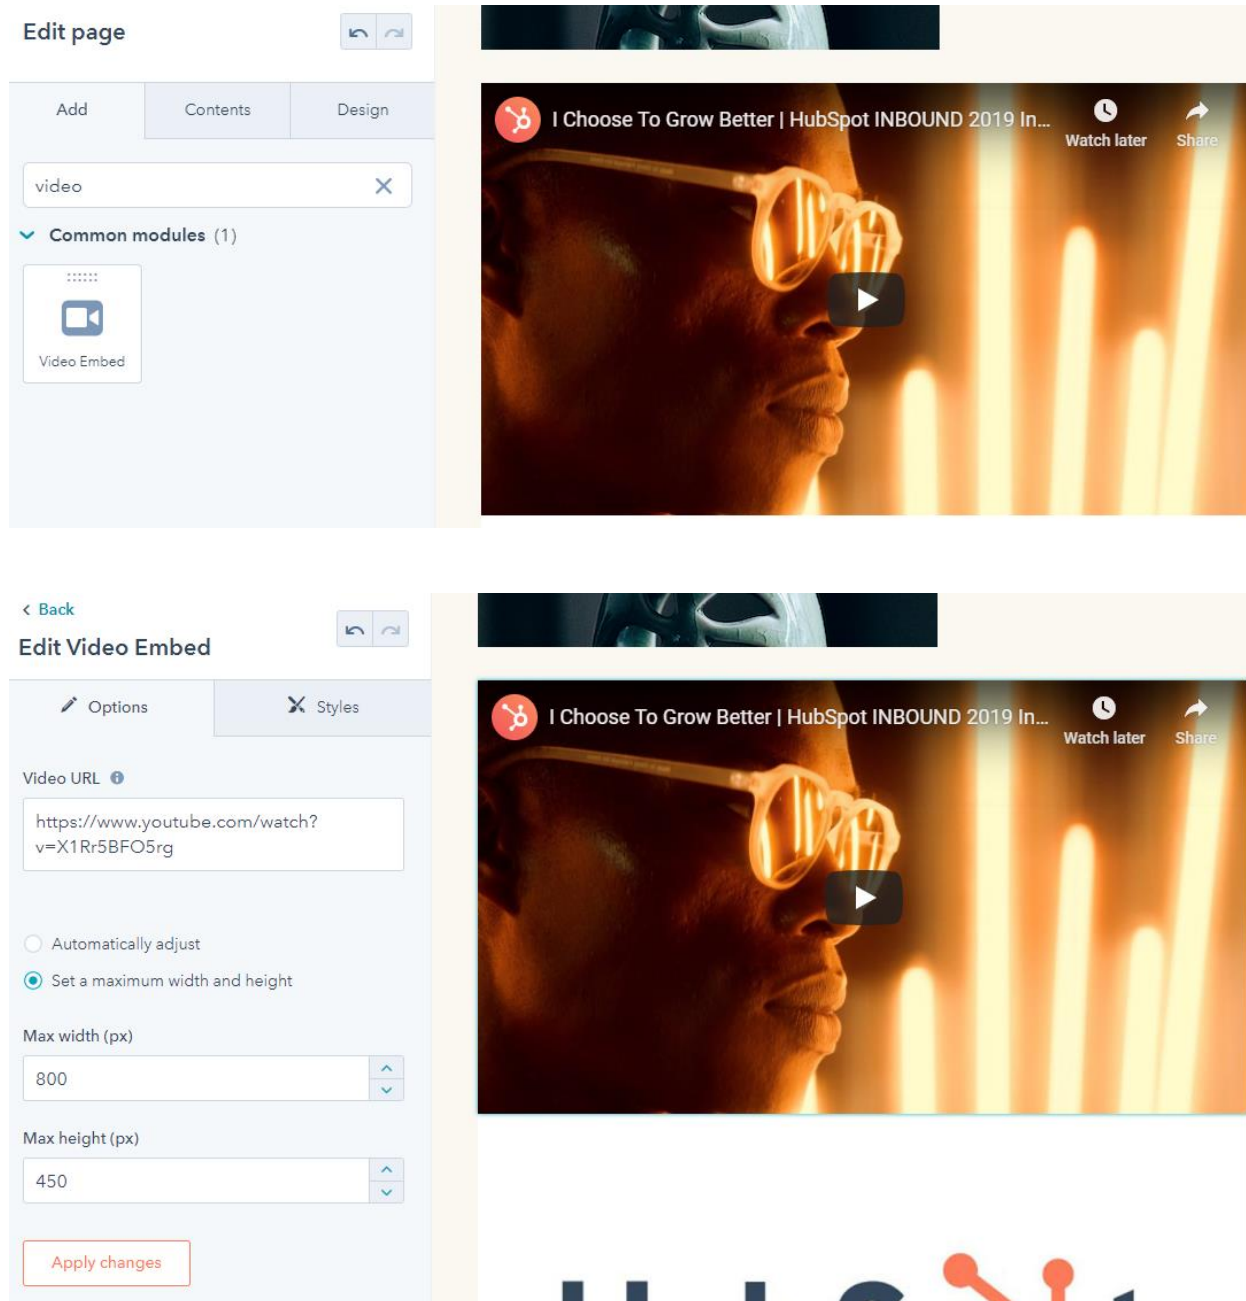 Edit page
Add
Contents
Design
video
Common modules (1)
Video Embed
I Choose To Grow Better | HubSpot INBOUND 2019 In...
Watch later
Share
Back
Edit Video Embed
Options
Styles
Video URL
https://www.youtube.com/watch?
v=X1Rr5BFO5rg
Automatically adjust
Set a maximum width and height
Max width (px)
800
Max height (px)
450
Apply changes
I Choose To Grow Better | HubSpot INBOUND 2019 In...
Watch later
Share